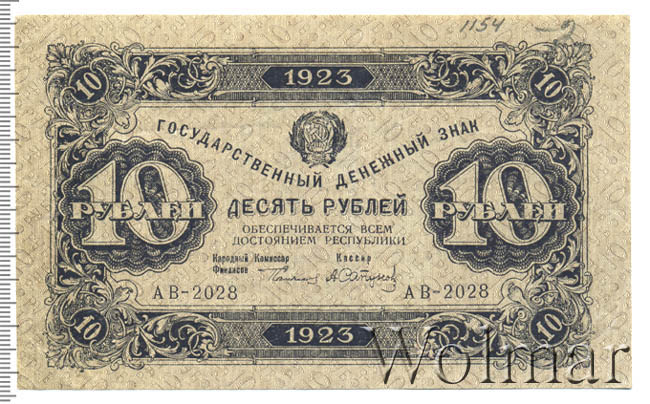 1154
10 1923 10
ГОСУДАРСТВЕННЫЙ ДЕНЕЖНЫЙ ЗНАК
10 РУБЛЕЙ
10 РУБЛЕЙ
ДЕСЯТЬ РУБЛЕЙ
ОБЕСПЕЧИВАЕТСЯ ВСЕМ
ДОСТОЯНИЕМ РЕСПУБЛИКИ
Народный Комиссар Кассир
Финансов
АВ-2028 АВ-2028
10 1923 10
Wolmar